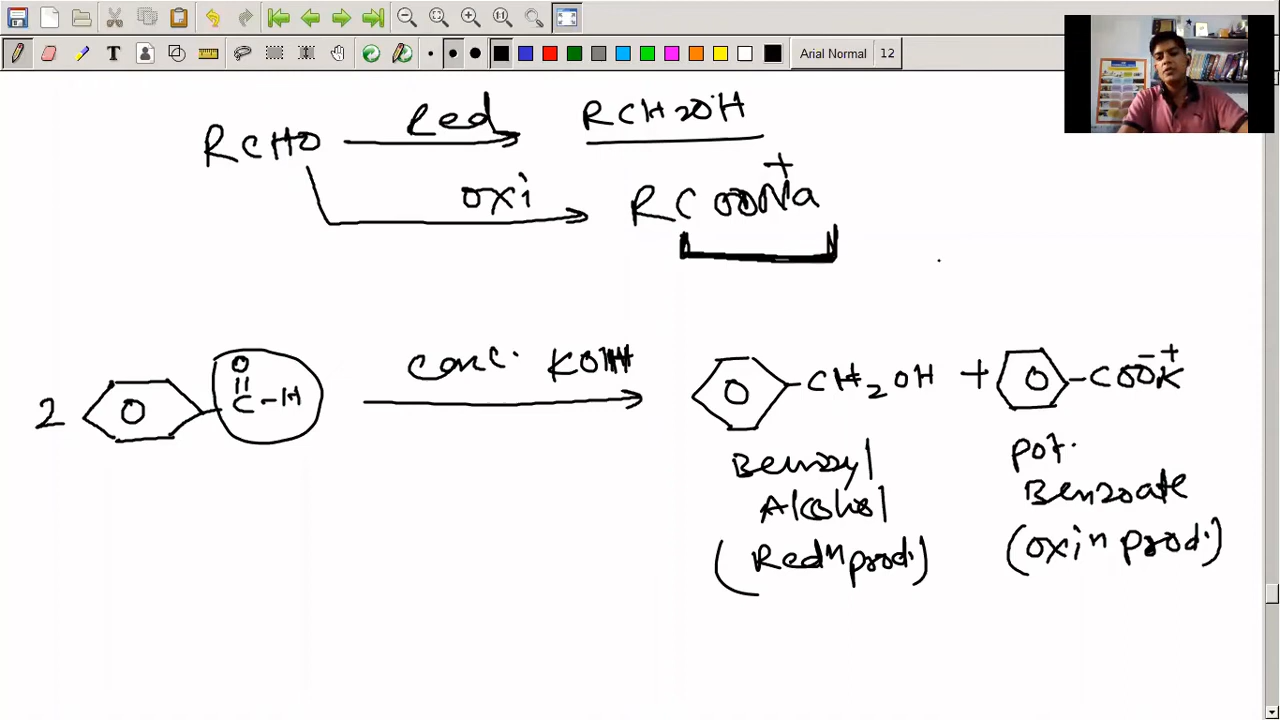 Arial Normal 12
RCHO Red RCH2OH
oxi RCOONa+
2 O C=O -H conc. KOH O -CH2OH + O -COO-K+
Benzyl Pot.
Alcohol Benzoate
(Redn prod.) (oxin prod.)